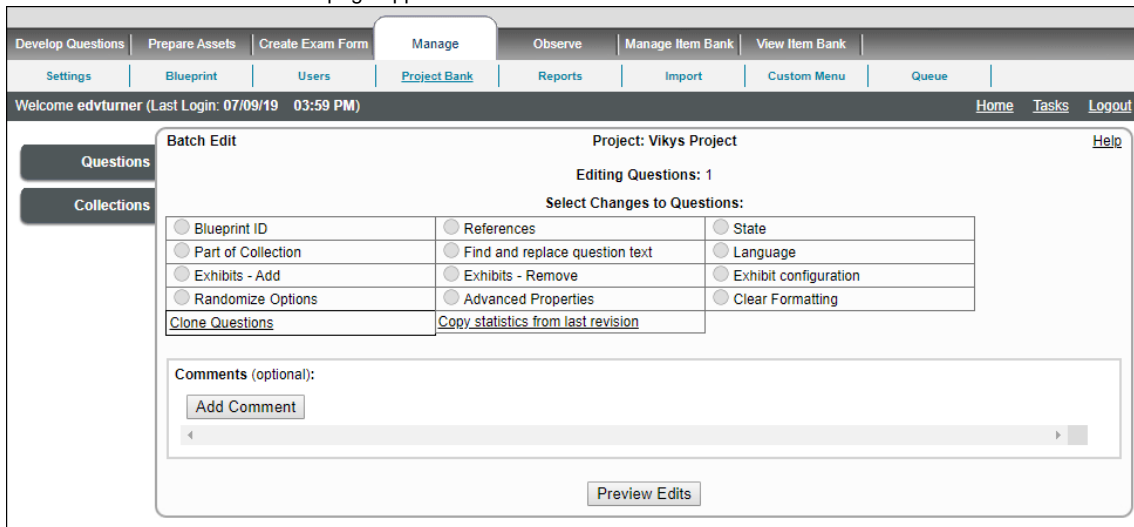 Develop Questions Prepare Assets Create Exam Form Manage Observe Manage Item Bank View Item Bank
Settings Blueprint Users Project Bank Reports Import Custom Menu Queue
Welcome edvturner (Last Login: 07/09/19 03:59 PM) Home Tasks Logout
Questions
Collections
Batch Edit Project: Vikys Project Help
Editing Questions: 1
Select Changes to Questions:
Blueprint ID References State
Part of Collection Find and replace question text Language
Exhibits - Add Exhibits - Remove Exhibit configuration
Randomize Options Advanced Properties Clear Formatting
Clone Questions Copy statistics from last revision
Comments (optional):
Add Comment
Preview Edits